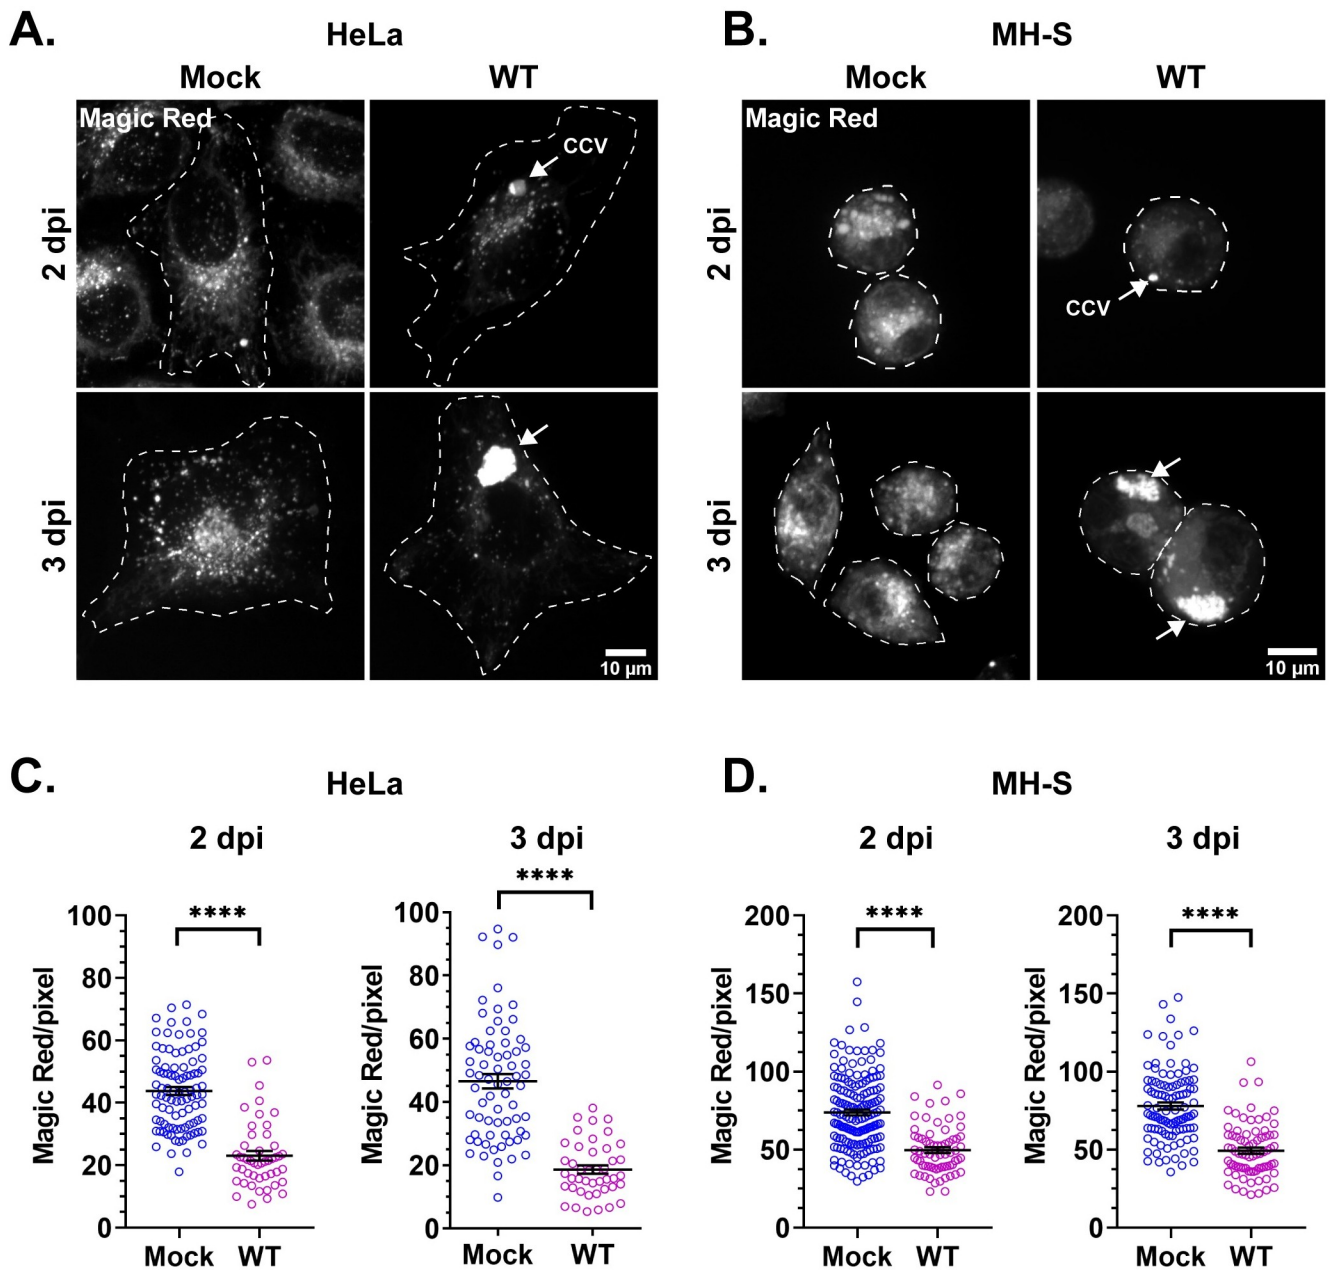 A.
HeLa
Mock
WT
Magic Red
CCV
2 dpi
3 dpi
10 µm
B.
MH-S
Mock
WT
Magic Red
CCV
2 dpi
3 dpi
10 µm
C.
HeLa
2 dpi
****
Magic Red/pixel
100
80
60
40
20
0
Mock WT
3 dpi
****
Magic Red/pixel
100
80
60
40
20
0
Mock WT
D.
MH-S
2 dpi
****
Magic Red/pixel
200
150
100
50
0
Mock WT
3 dpi
****
Magic Red/pixel
200
150
100
50
0
Mock WT